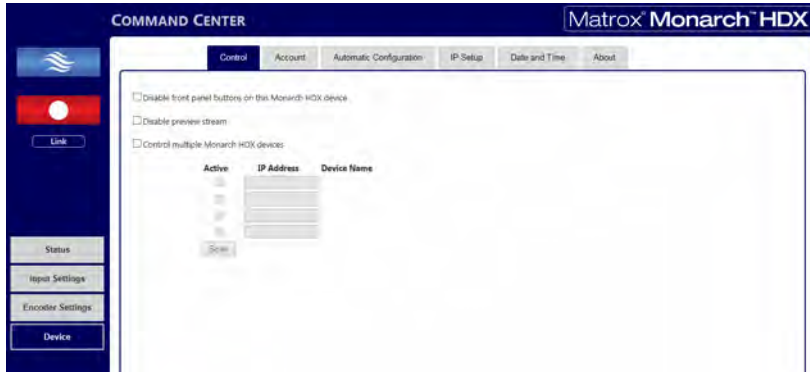 COMMAND CENTER
Matrox® Monarch™ HDX
Control Account Automatic Configuration IP Setup Date and Time About
Disable front panel buttons on this Monarch HDX device
Disable preview stream
Link
Control multiple Monarch HDX devices
Active IP Address Device Name
Scan
Status
Input Settings
Encoder Settings
Device